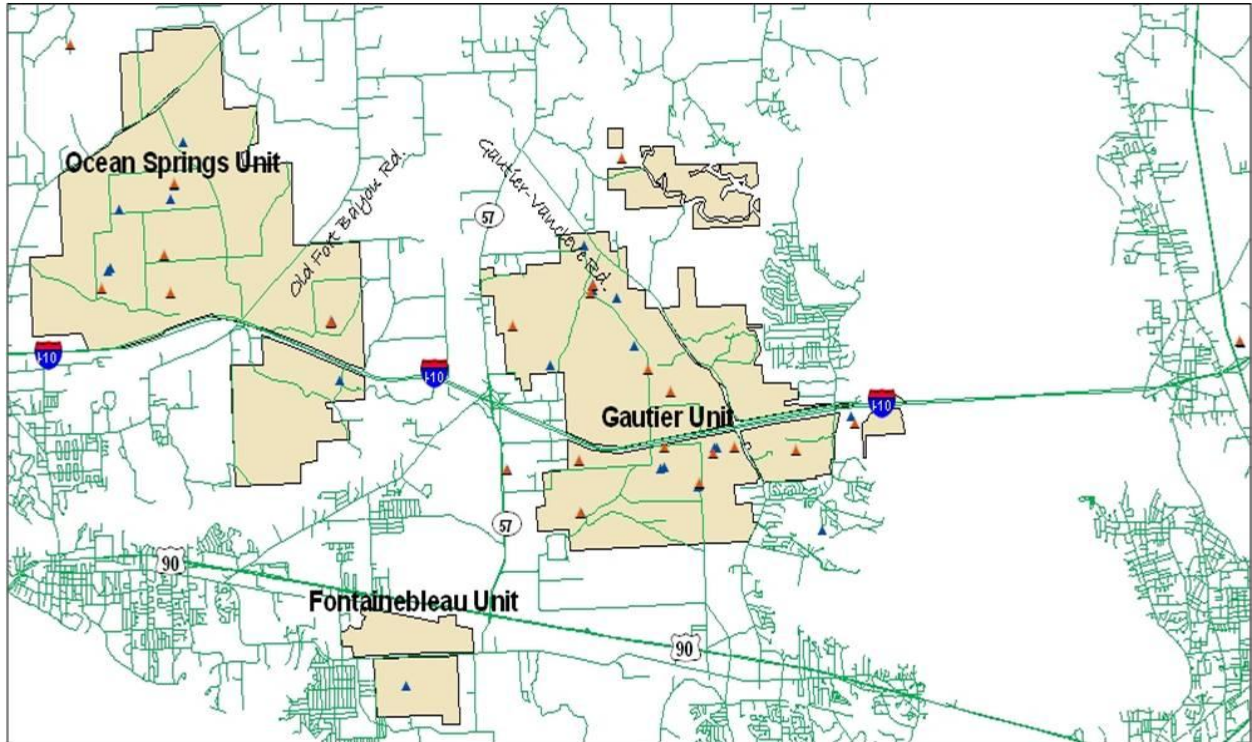 Ocean Springs Unit
Old Fort Bayou Rd.
Gautier-Vancleve Rd.
57
I-10
I-10
I-10
Gautier Unit
57
90
Fontainebleau Unit
90